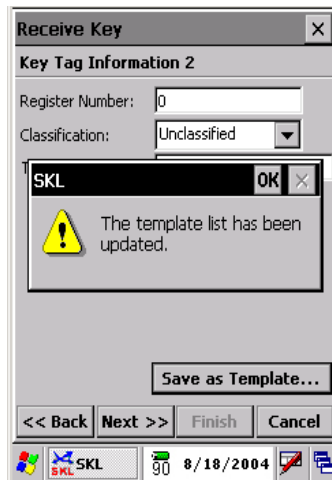 Receive Key
Key Tag Information 2
Register Number: 0
Classification: Unclassified
T
SKL OK
The template list has been
updated.
Save as Template...
<< Back Next >> Finish Cancel
SKL SKL 90 8/18/2004